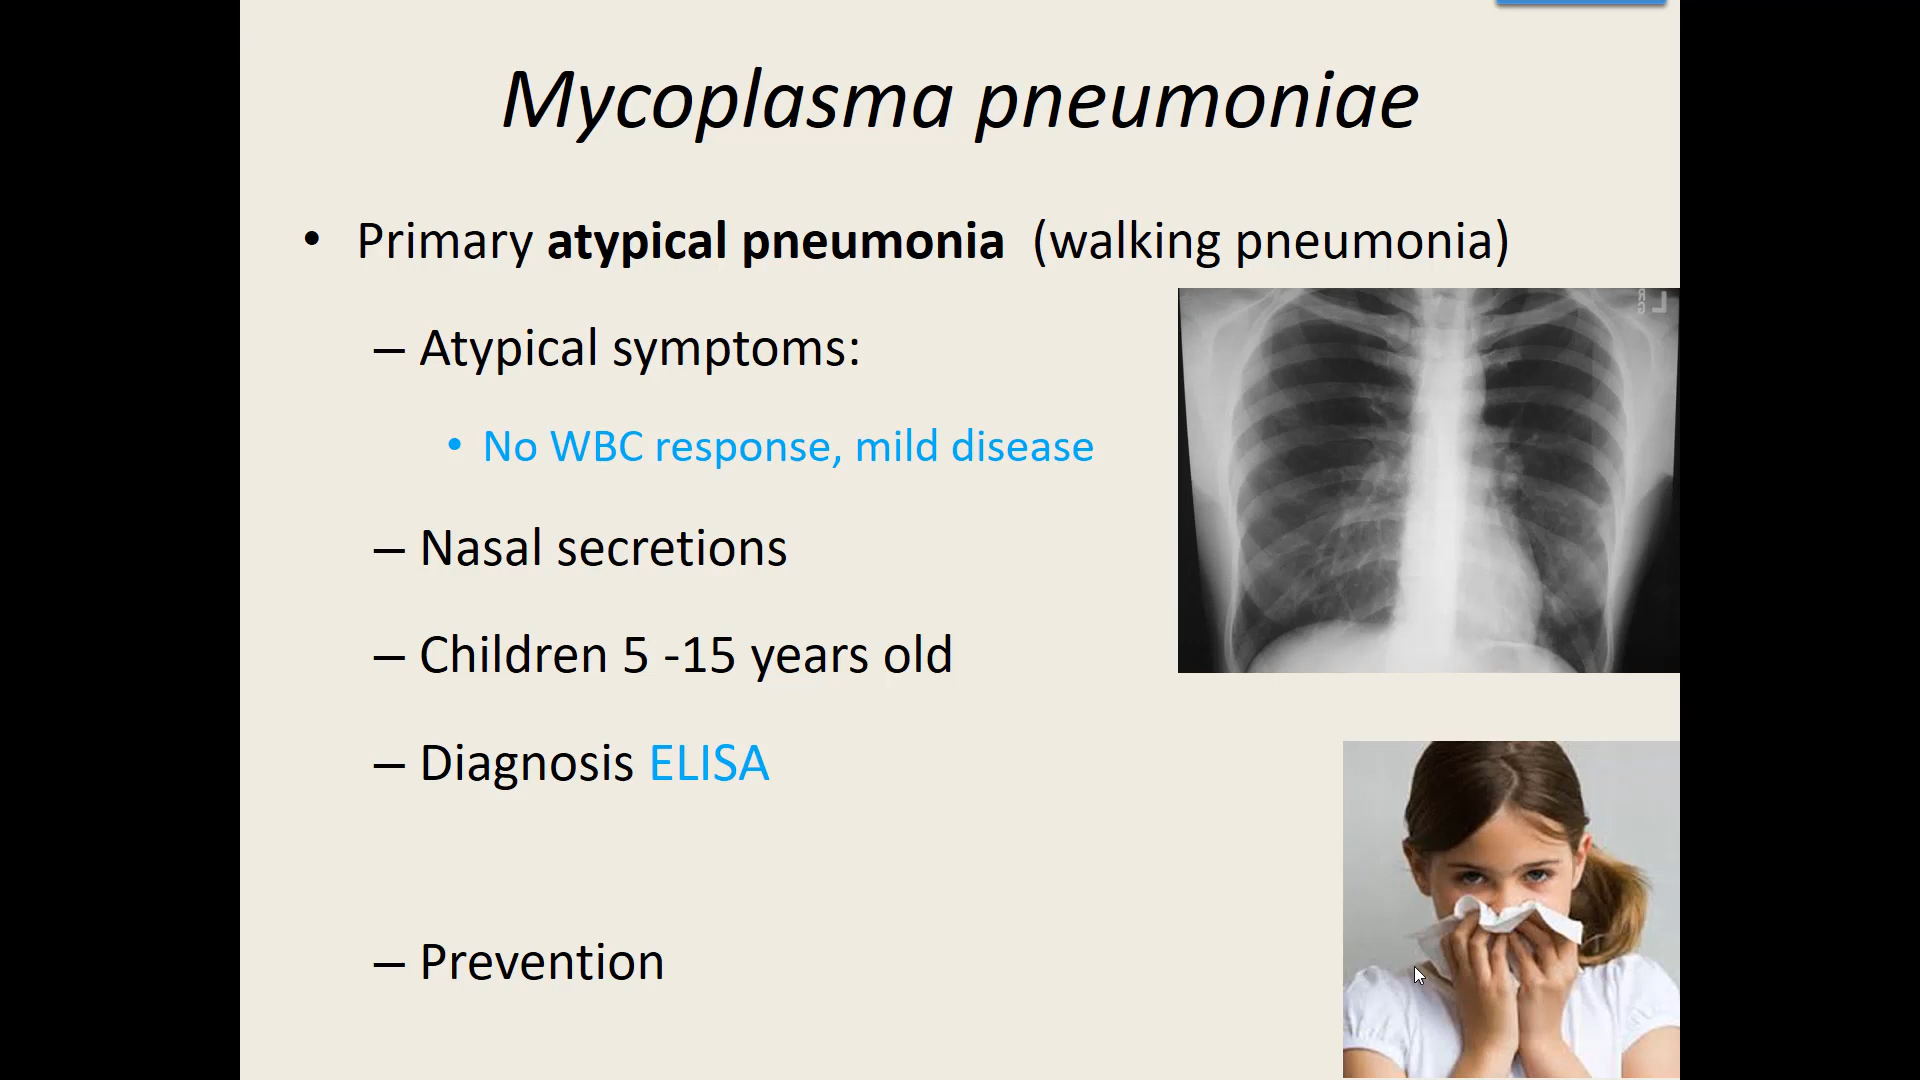 Mycoplasma pneumoniae
• Primary atypical pneumonia (walking pneumonia)
– Atypical symptoms:
• No WBC response, mild disease
– Nasal secretions
– Children 5 -15 years old
– Diagnosis ELISA
– Prevention